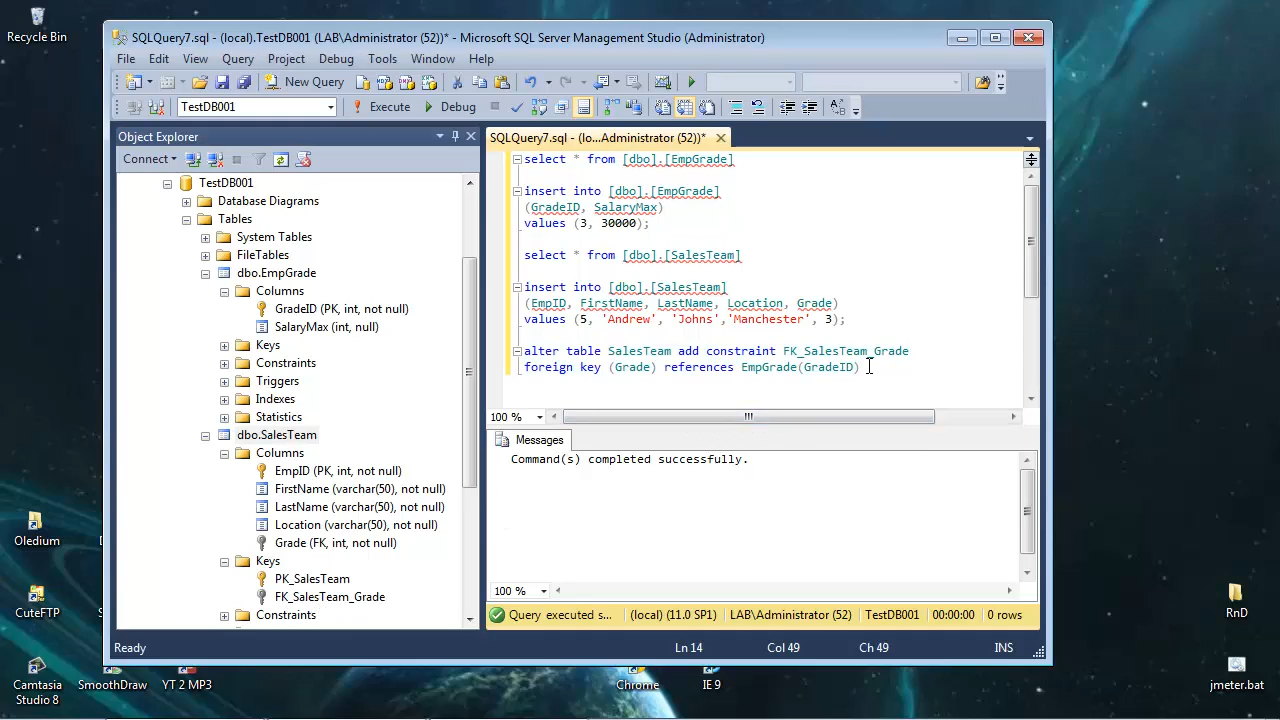 Recycle Bin
SQLQuery7.sql - (local).TestDB001 (LAB\Administrator (52))* - Microsoft SQL Server Management Studio (Administrator)
File Edit View Query Project Debug Tools Window Help
New Query
TestDB001 Execute Debug
Object Explorer
Connect
TestDB001
Database Diagrams
Tables
System Tables
FileTables
dbo.EmpGrade
Columns
GradeID (PK, int, not null)
SalaryMax (int, null)
Keys
Constraints
Triggers
Indexes
Statistics
dbo.SalesTeam
Columns
EmpID (PK, int, not null)
FirstName (varchar(50), not null)
LastName (varchar(50), not null)
Location (varchar(50), not null)
Grade (FK, int, not null)
Keys
PK_SalesTeam
FK_SalesTeam_Grade
Constraints
SQLQuery7.sql - (lo...Administrator (52))*
select * from [dbo].[EmpGrade]
insert into [dbo].[EmpGrade]
(GradeID, SalaryMax)
values (3, 30000);
select * from [dbo].[SalesTeam]
insert into [dbo].[SalesTeam]
(EmpID, FirstName, LastName, Location, Grade)
values (5, 'Andrew', 'Johns','Manchester', 3);
alter table SalesTeam add constraint FK_SalesTeam_Grade
foreign key (Grade) references EmpGrade(GradeID)
100 %
Messages
Command(s) completed successfully.
100 %
Query executed s... (local) (11.0 SP1) LAB\Administrator (52) TestDB001 00:00:00 0 rows
Ready Ln 14 Col 49 Ch 49 INS
Oledium
CuteFTP
Camtasia
Studio 8
SmoothDraw
YT 2 MP3
Chrome
IE 9
RnD
jmeter.bat